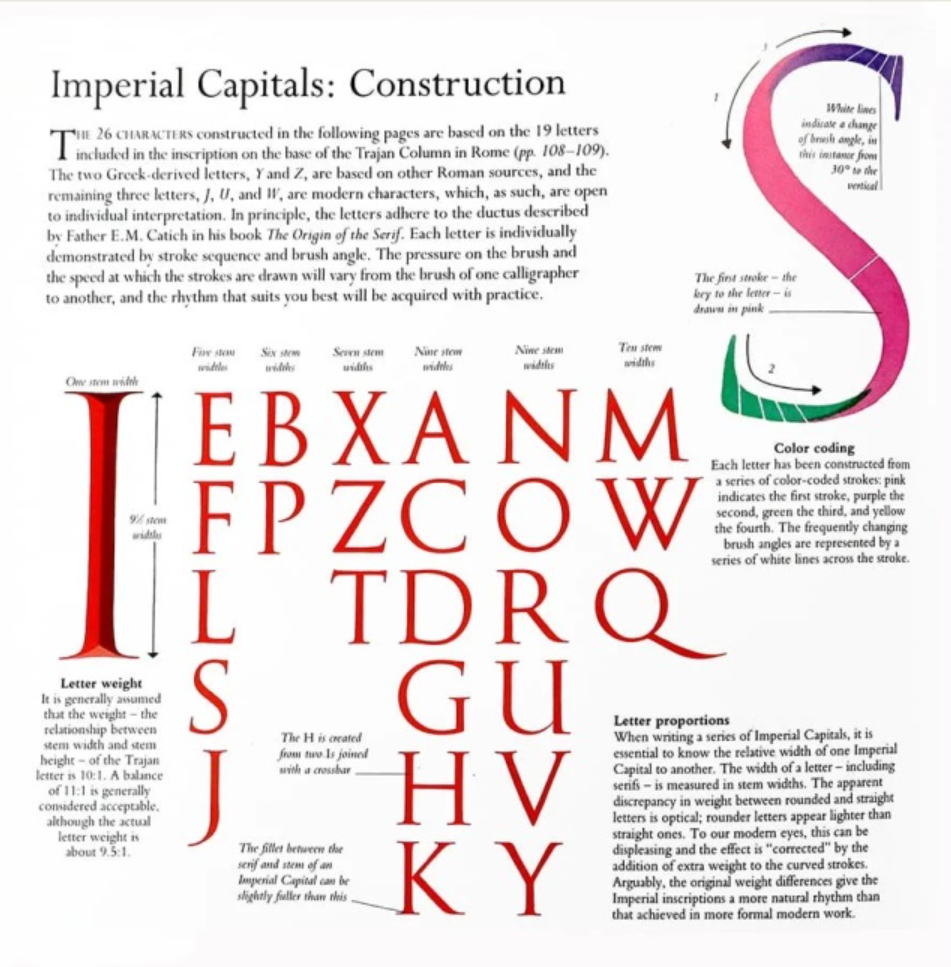 Imperial Capitals: Construction
THE 26 CHARACTERS constructed in the following pages are based on the 19 letters
included in the inscription on the base of the Trajan Column in Rome (pp. 108–109).
The two Greek-derived letters, Y and Z, are based on other Roman sources, and the
remaining three letters, J, U, and W, are modern characters, which, as such, are open
to individual interpretation. In principle, the letters adhere to the ductus described
by Father E.M. Catich in his book The Origin of the Serif. Each letter is individually
demonstrated by stroke sequence and brush angle. The pressure on the brush and
the speed at which the strokes are drawn will vary from the brush of one calligrapher
to another, and the rhythm that suits you best will be acquired with practice.
3
1
White lines
indicate a change
of brush angle, in
this instance from
30° to the
vertical
The first stroke – the
key to the letter – is
drawn in pink
2
Color coding
Each letter has been constructed from
a series of color-coded strokes: pink
indicates the first stroke, purple the
second, green the third, and yellow
the fourth. The frequently changing
brush angles are represented by a
series of white lines across the stroke.
One stem width
I
9½ stem
widths
Five stem
widths
Six stem
widths
Seven stem
widths
Nine stem
widths
Nine stem
widths
Ten stem
widths
E B X A N M
F P Z C O W
L T D R Q
S G U
J H V
K Y
Letter weight
It is generally assumed
that the weight – the
relationship between
stem width and stem
height – of the Trajan
letter is 10:1. A balance
of 11:1 is generally
considered acceptable,
although the actual
letter weight is
about 9.5:1.
The H is created
from two Is joined
with a crossbar
The fillet between the
serif and stem of an
Imperial Capital can be
slightly fuller than this
Letter proportions
When writing a series of Imperial Capitals, it is
essential to know the relative width of one Imperial
Capital to another. The width of a letter – including
serifs – is measured in stem widths. The apparent
discrepancy in weight between rounded and straight
letters is optical; rounder letters appear lighter than
straight ones. To our modern eyes, this can be
displeasing and the effect is "corrected" by the
addition of extra weight to the curved strokes.
Arguably, the original weight differences give the
Imperial inscriptions a more natural rhythm than
that achieved in more formal modern work.